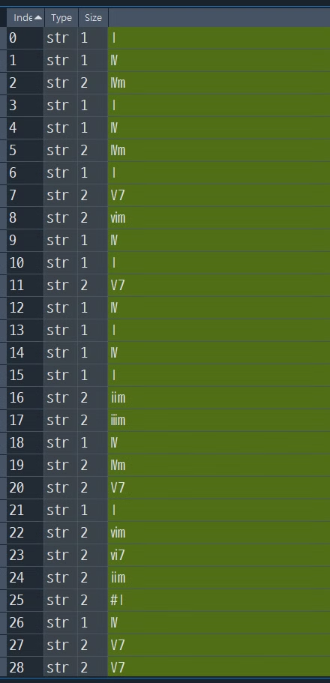 Inde Type Size
0 str 1 Ⅰ
1 str 1 Ⅳ
2 str 2 Ⅳm
3 str 1 Ⅰ
4 str 1 Ⅳ
5 str 2 Ⅳm
6 str 1 Ⅰ
7 str 2 V7
8 str 2 ⅵm
9 str 1 Ⅳ
10 str 1 Ⅰ
11 str 2 V7
12 str 1 Ⅳ
13 str 1 Ⅰ
14 str 1 Ⅳ
15 str 1 Ⅰ
16 str 2 ⅱm
17 str 2 ⅲm
18 str 1 Ⅳ
19 str 2 Ⅳm
20 str 2 V7
21 str 1 Ⅰ
22 str 2 ⅵm
23 str 2 ⅵ7
24 str 2 ⅱm
25 str 2 #Ⅰ
26 str 1 Ⅳ
27 str 2 V7
28 str 2 V7